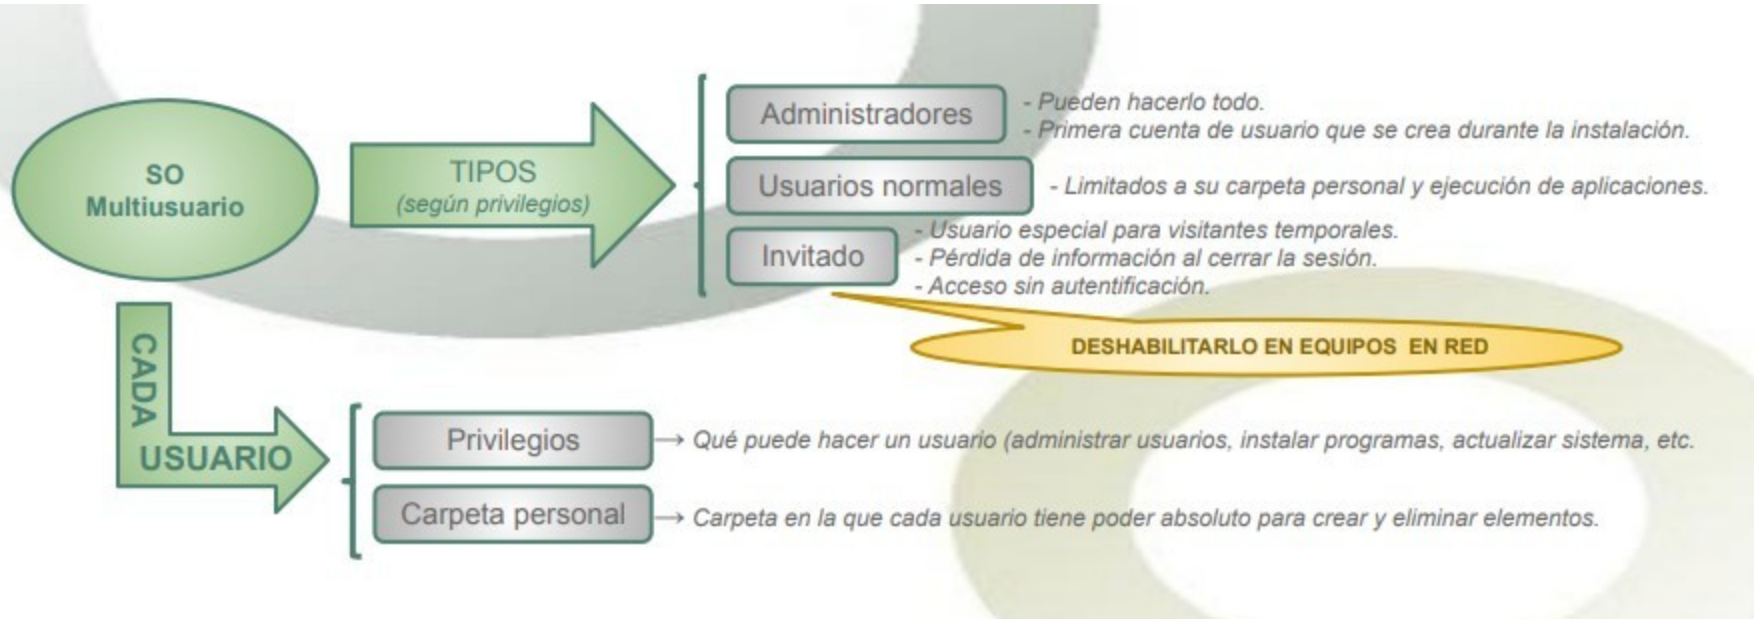 SO
Multiusuario
TIPOS
(según privilegios)
Administradores
- Pueden hacerlo todo.
- Primera cuenta de usuario que se crea durante la instalación.
Usuarios normales
- Limitados a su carpeta personal y ejecución de aplicaciones.
Invitado
- Usuario especial para visitantes temporales.
- Pérdida de información al cerrar la sesión.
- Acceso sin autentificación.
DESHABILITARLO EN EQUIPOS EN RED
CADA
USUARIO
Privilegios
→ Qué puede hacer un usuario (administrar usuarios, instalar programas, actualizar sistema, etc.
Carpeta personal
→ Carpeta en la que cada usuario tiene poder absoluto para crear y eliminar elementos.